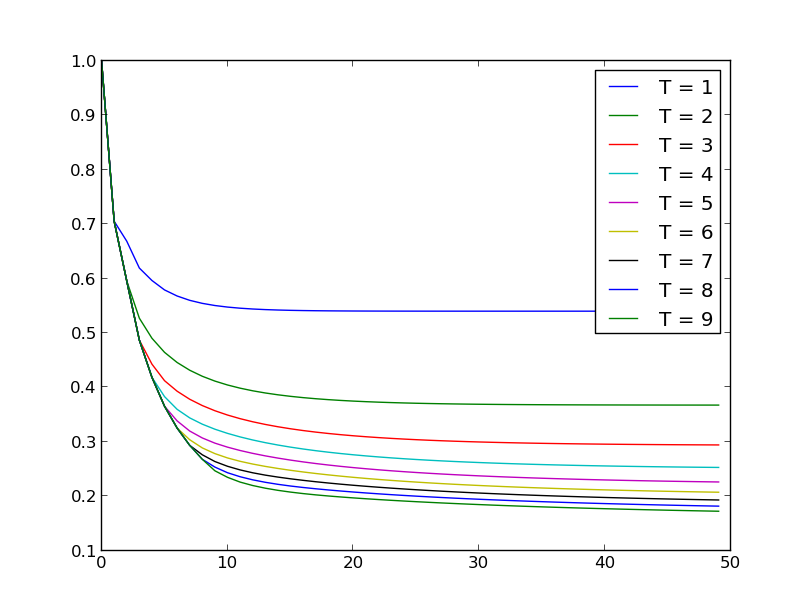 1.0
0.9
0.8
0.7
0.6
0.5
0.4
0.3
0.2
0.1
0 10 20 30 40 50
T = 1
T = 2
T = 3
T = 4
T = 5
T = 6
T = 7
T = 8
T = 9